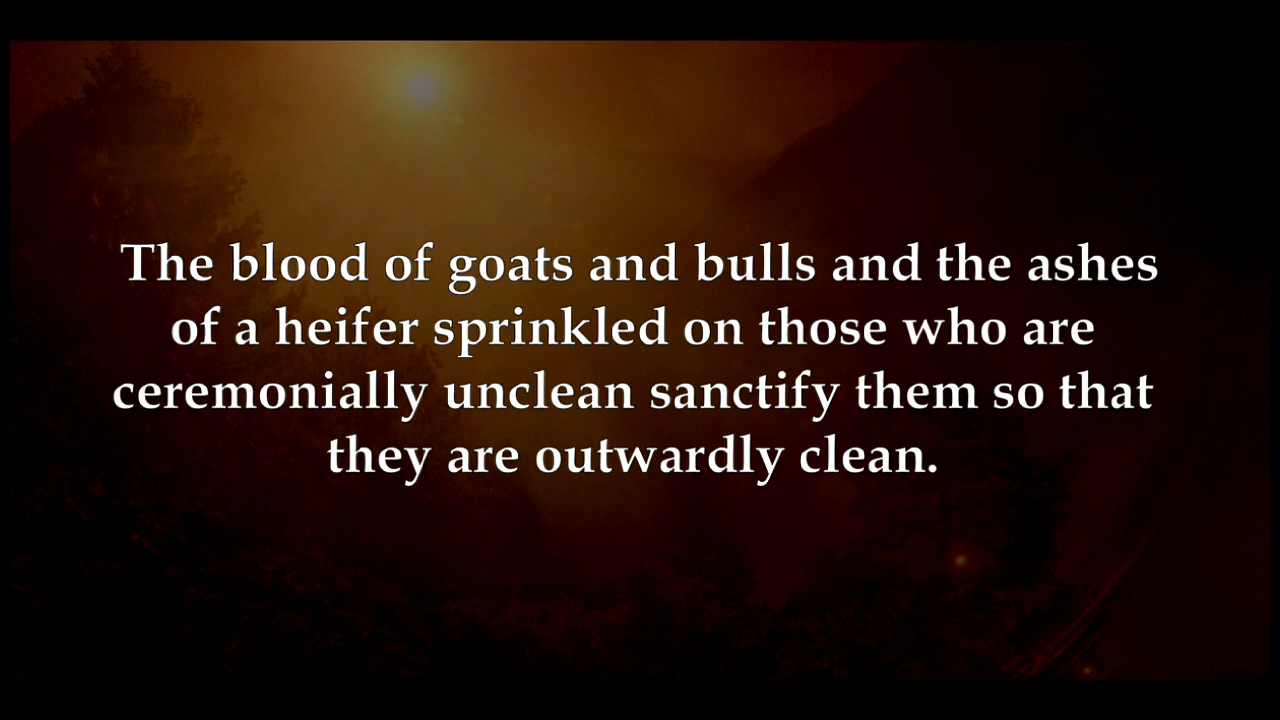 The blood of goats and bulls and the ashes
of a heifer sprinkled on those who are
ceremonially unclean sanctify them so that
they are outwardly clean.